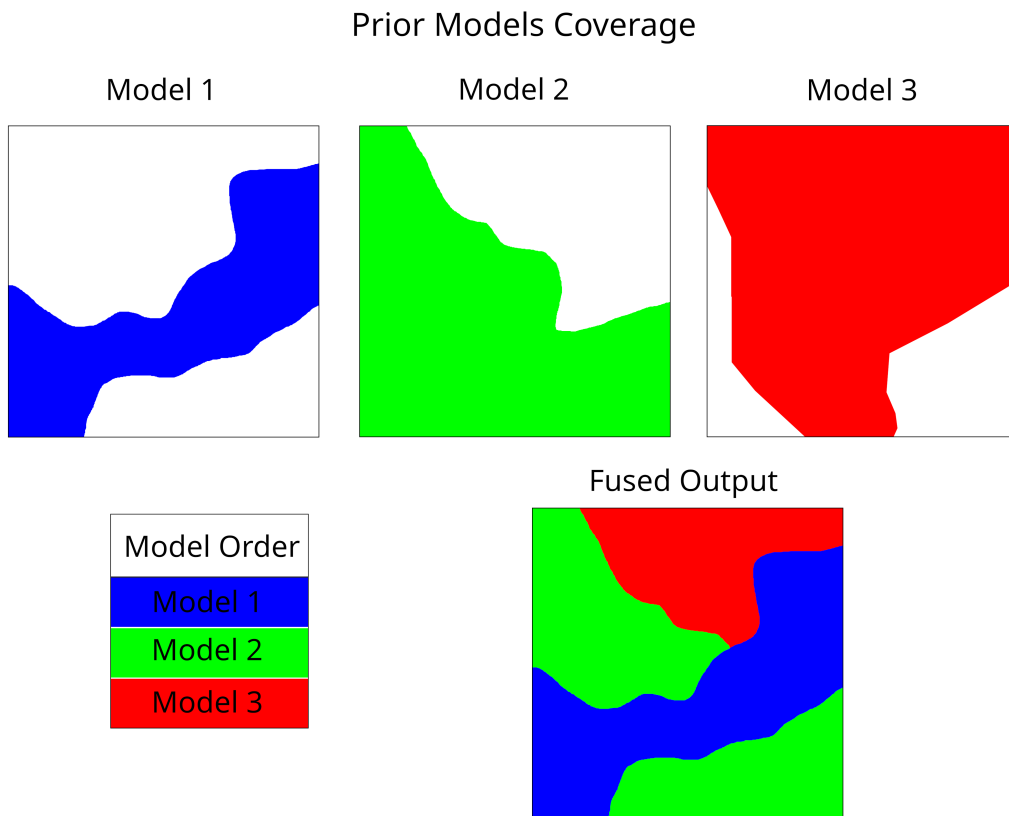 Prior Models Coverage
Model 1
Model 2
Model 3
Fused Output
Model Order
Model 1
Model 2
Model 3